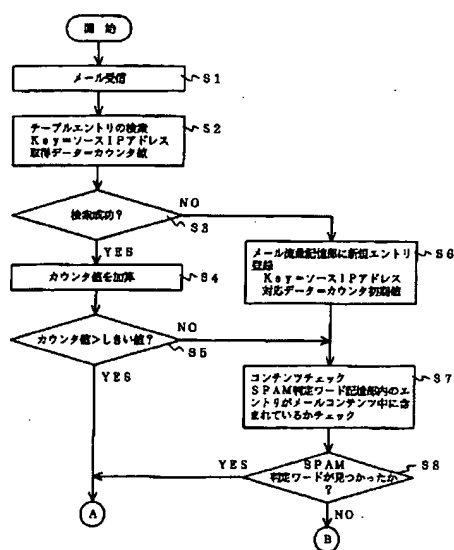 開始
メール受信
S1
テーブルエントリの検索
Key=ソースIPアドレス
取得データ=カウンタ値
S2
検索成功?
S3
NO
YES
カウンタ値を加算
S4
メール流量記憶部に新規エントリ
登録
Key=ソースIPアドレス
対応データ=カウンタ初期値
S6
カウンタ値>しきい値?
S5
NO
YES
コンテンツチェック
SPAM判定ワード記憶部内のエ
ントリがメールコンテンツ中に含
まれているかチェック
S7
SPAM
判定ワードが見つかったか
?
S8
YES
NO
A
B